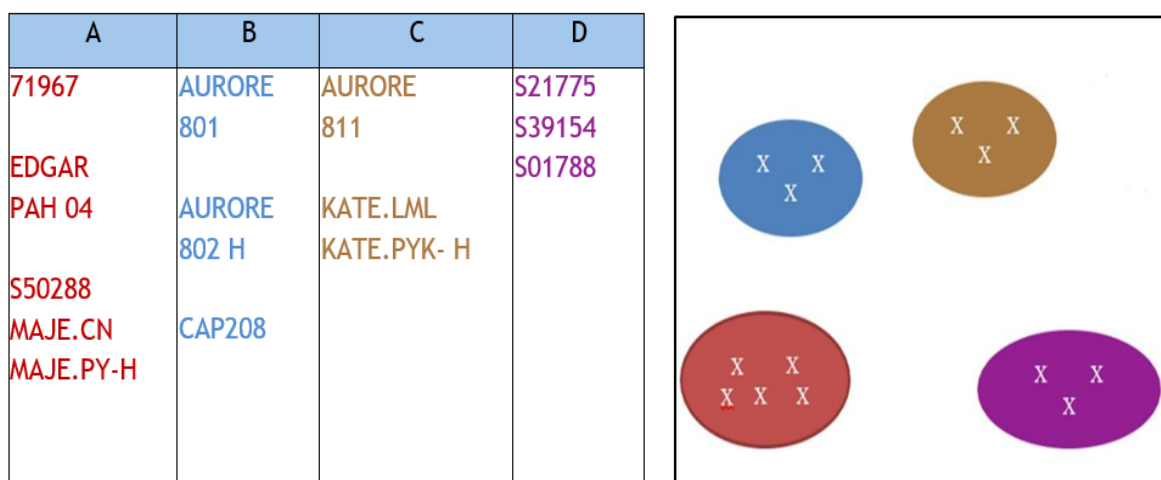 A B C D
71967 AURORE AURORE S21775
801 811 S39154
EDGAR S01788
PAH 04 AURORE KATE.LML
802 H KATE.PYK- H
S50288
MAJE.CN CAP208
MAJE.PY-H
X X X
X X X
X X
X X X X
X X X
X X